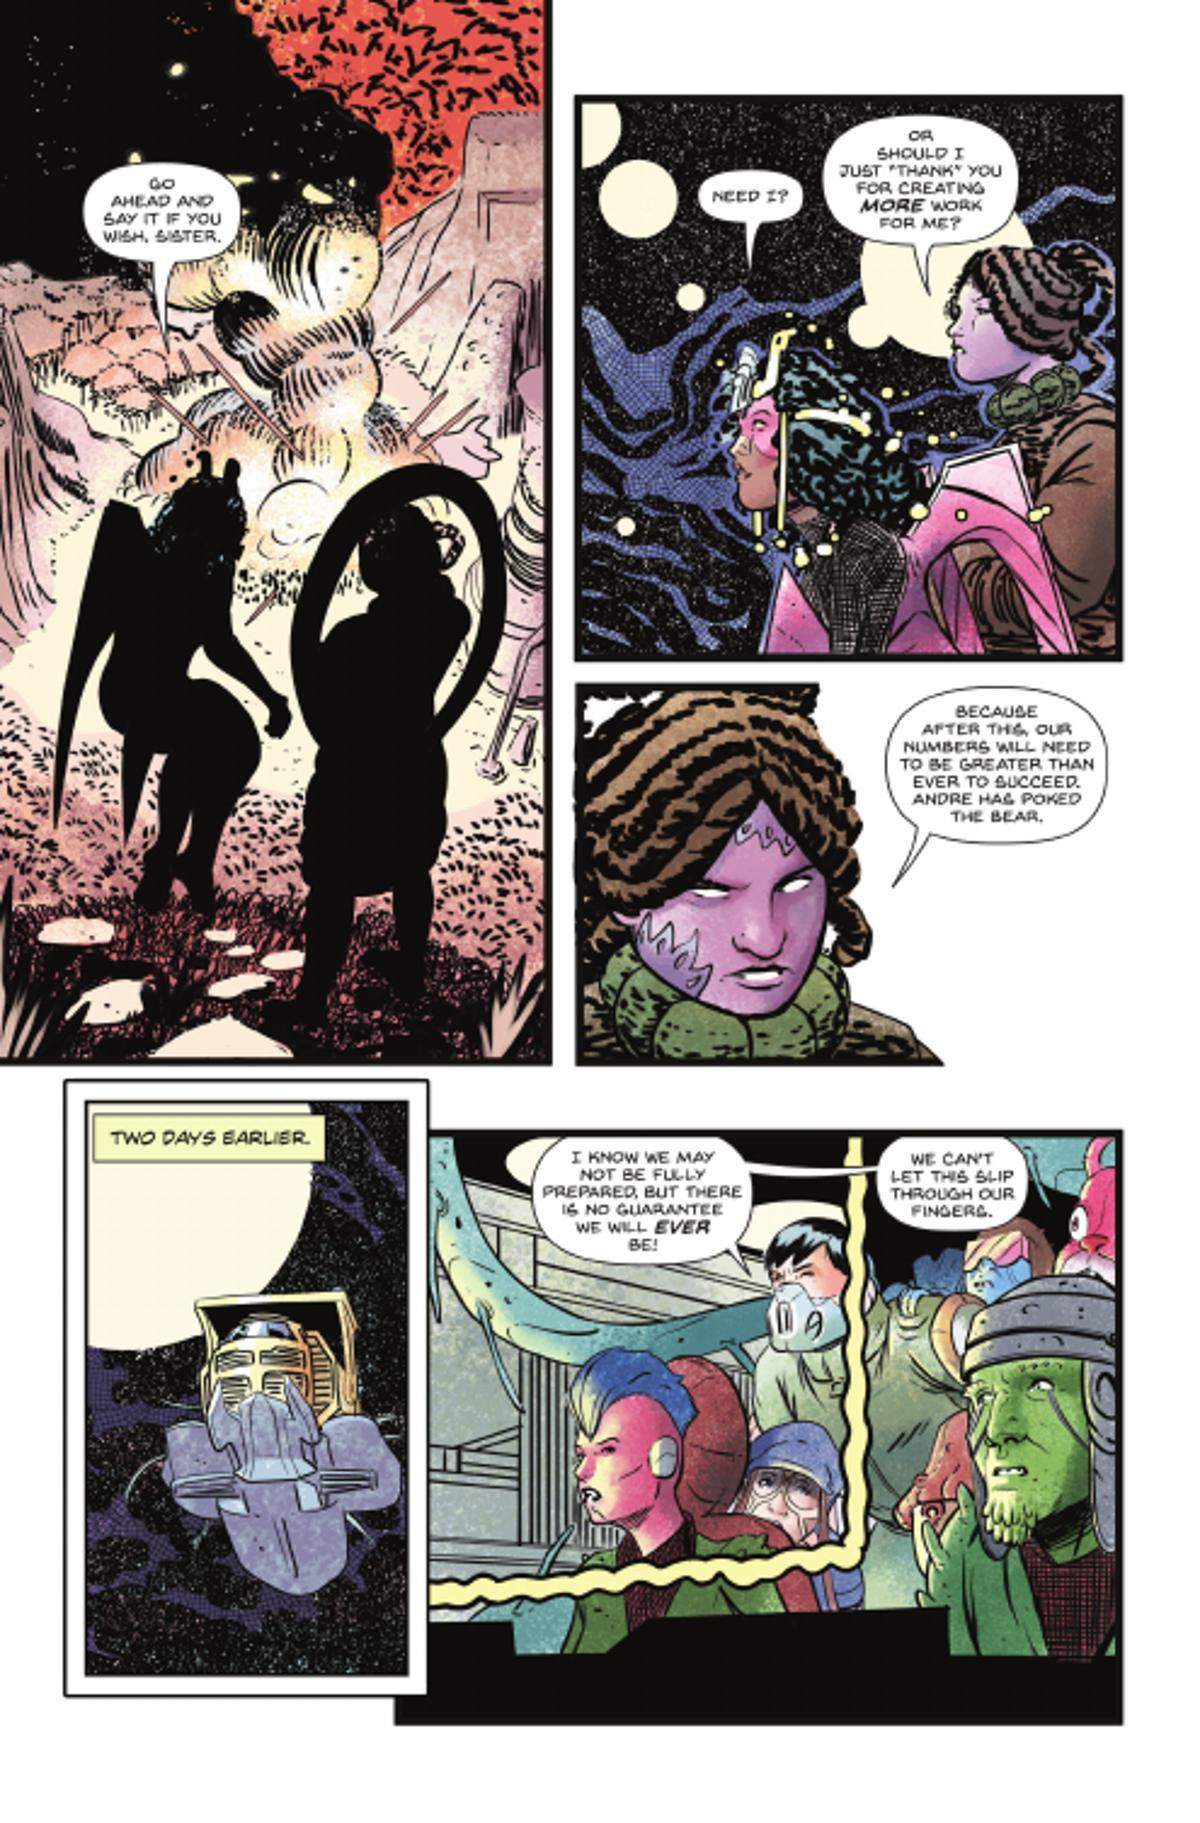 GO
AHEAD AND
SAY IT IF YOU
WISH, SISTER.
NEED I?
OR
SHOULD I
JUST "THANK" YOU
FOR CREATING
MORE WORK
FOR ME?
BECAUSE
AFTER THIS, OUR
NUMBERS WILL NEED
TO BE GREATER THAN
EVER TO SUCCEED.
ANDRE HAS POKED
THE BEAR.
TWO DAYS EARLIER.
I KNOW WE MAY
NOT BE FULLY
PREPARED, BUT THERE
IS NO GUARANTEE
WE WILL EVER
BE!
WE CAN'T
LET THIS SLIP
THROUGH OUR
FINGERS.